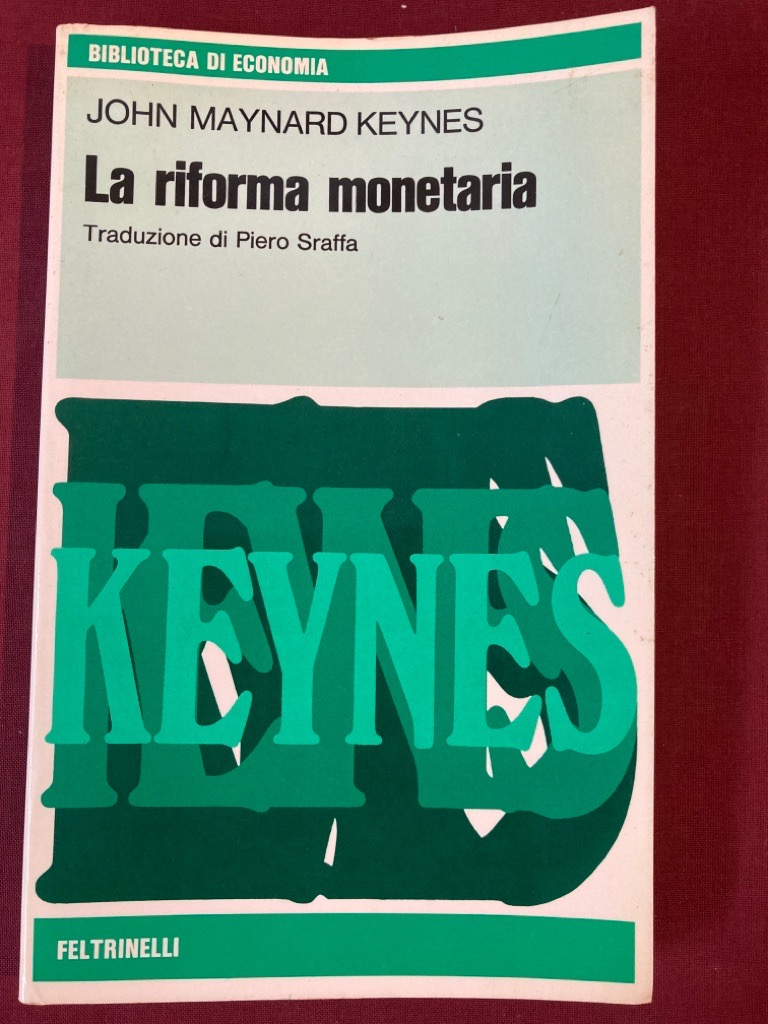 BIBLIOTECA DI ECONOMIA
JOHN MAYNARD KEYNES
La riforma monetaria
Traduzione di Piero Sraffa
KEYNES
FELTRINELLI